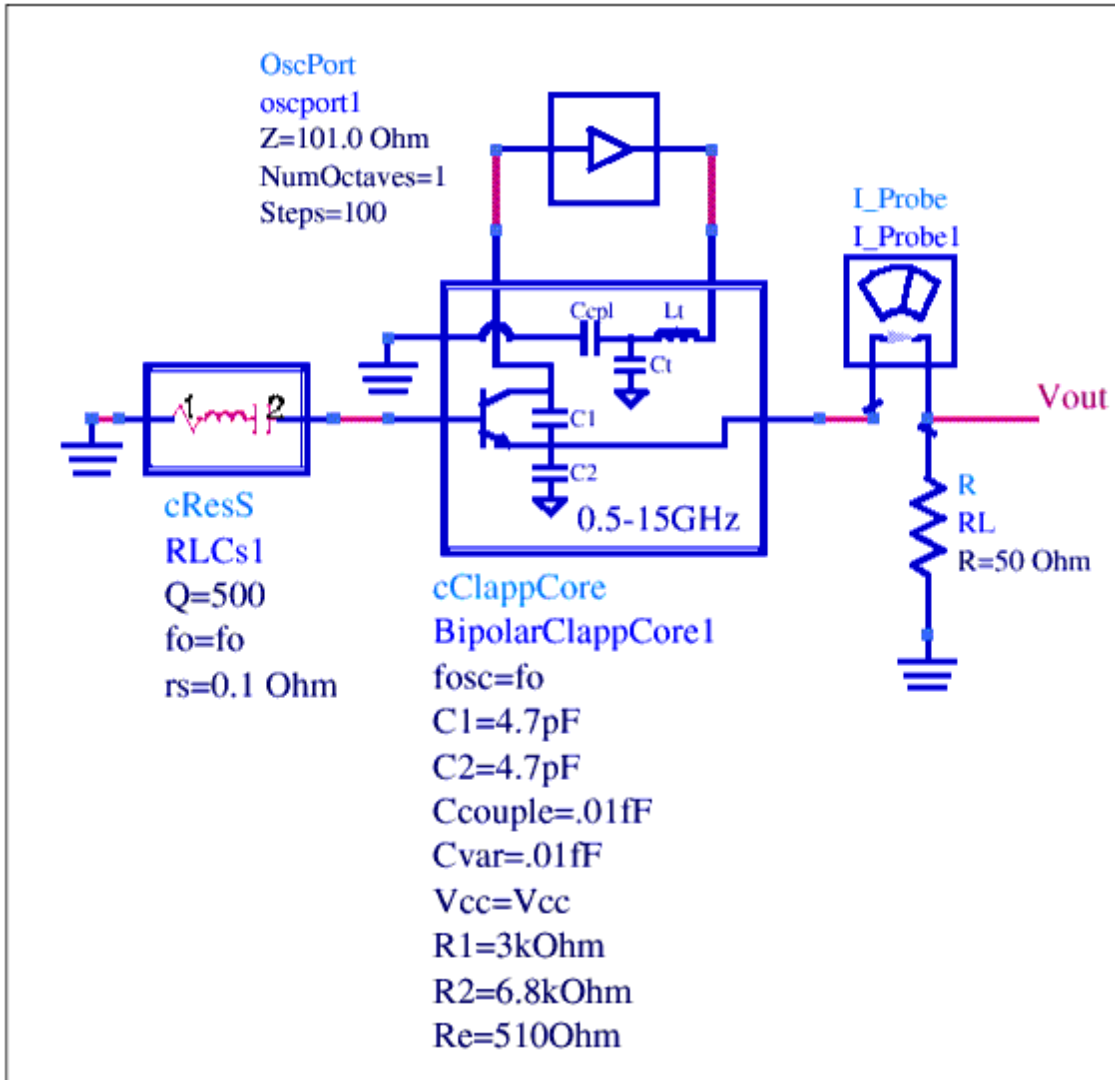 OscPort
oscport1
Z=101.0 Ohm
NumOctaves=1
Steps=100
I_Probe
I_Probe1
Ccpl
Lt
Ct
1
2
C1
C2
Vout
0.5-15GHz
cResS
RLCs1
Q=500
fo=fo
rs=0.1 Ohm
R
RL
R=50 Ohm
cClappCore
BipolarClappCore1
fosc=fo
C1=4.7pF
C2=4.7pF
Ccouple=.01fF
Cvar=.01fF
Vcc=Vcc
R1=3kOhm
R2=6.8kOhm
Re=510Ohm